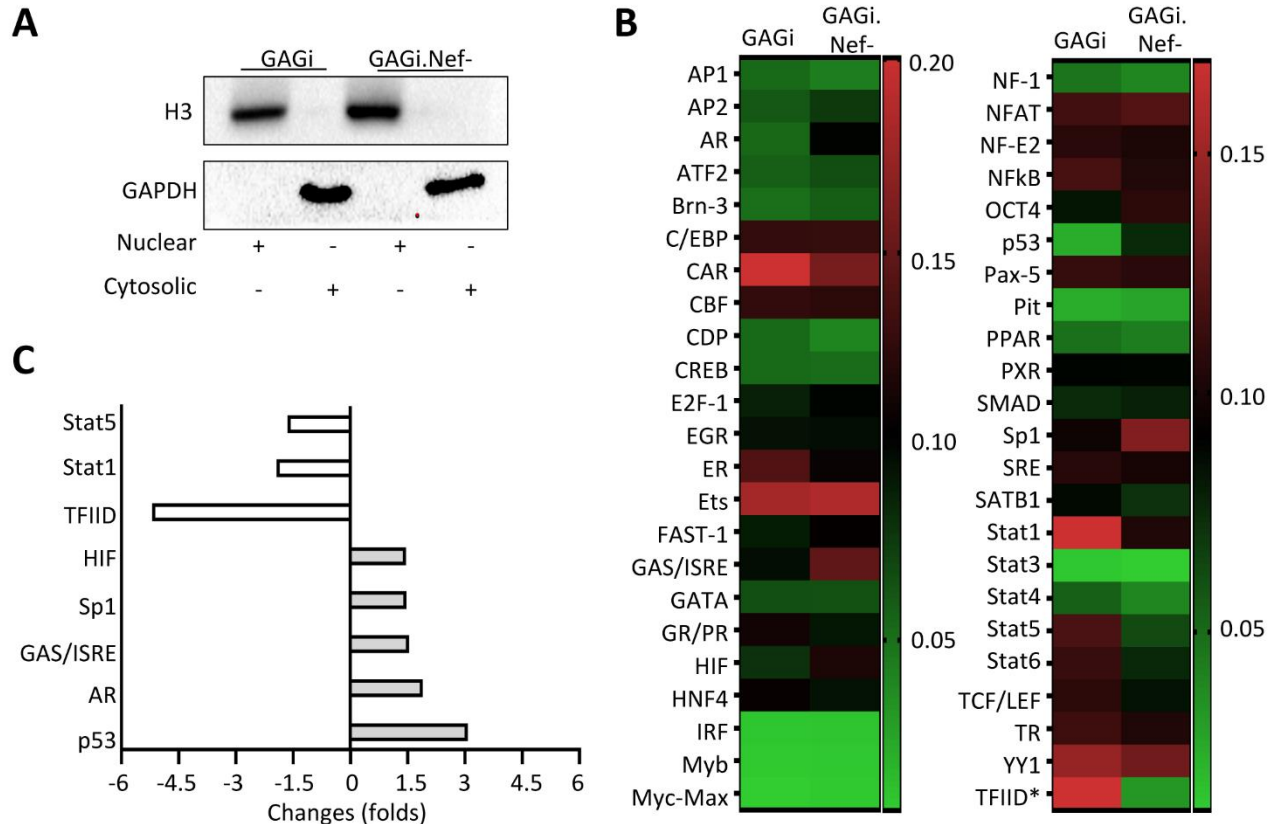 A
GAGi GAGi.Nef-
H3
GAPDH
Nuclear + - + -
Cytosolic - + - +
B
GAGi GAGi.
Nef-
AP1
AP2
AR
ATF2
Brn-3
C/EBP
CAR
CBF
CDP
CREB
E2F-1
EGR
ER
Ets
FAST-1
GAS/ISRE
GATA
GR/PR
HIF
HNF4
IRF
Myb
Myc-Max
0.20
0.15
0.10
0.05
GAGi GAGi.
Nef-
NF-1
NFAT
NF-E2
NFkB
OCT4
p53
Pax-5
Pit
PPAR
PXR
SMAD
Sp1
SRE
SATB1
Stat1
Stat3
Stat4
Stat5
Stat6
TCF/LEF
TR
YY1
TFIID*
0.15
0.10
0.05
C
Stat5
Stat1
TFIID
HIF
Sp1
GAS/ISRE
AR
p53
-6 -4.5 -3 -1.5 0 1.5 3 4.5 6
Changes (folds)